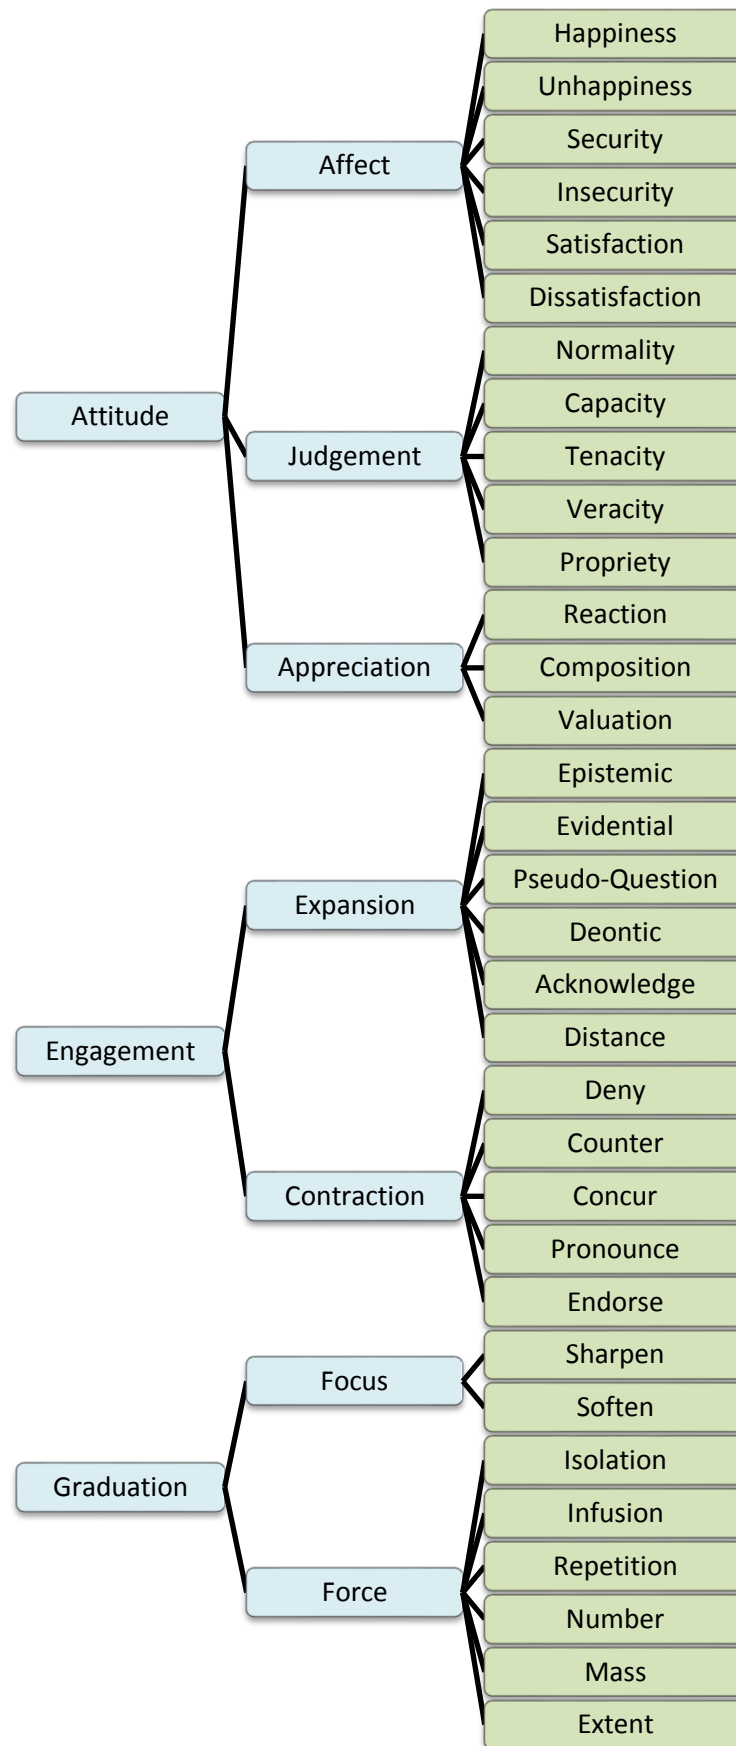 Attitude
Affect
Happiness
Unhappiness
Security
Insecurity
Satisfaction
Dissatisfaction
Judgement
Normality
Capacity
Tenacity
Veracity
Propriety
Appreciation
Reaction
Composition
Valuation
Engagement
Expansion
Epistemic
Evidential
Pseudo-Question
Deontic
Acknowledge
Distance
Contraction
Deny
Counter
Concur
Pronounce
Endorse
Graduation
Focus
Sharpen
Soften
Force
Isolation
Infusion
Repetition
Number
Mass
Extent